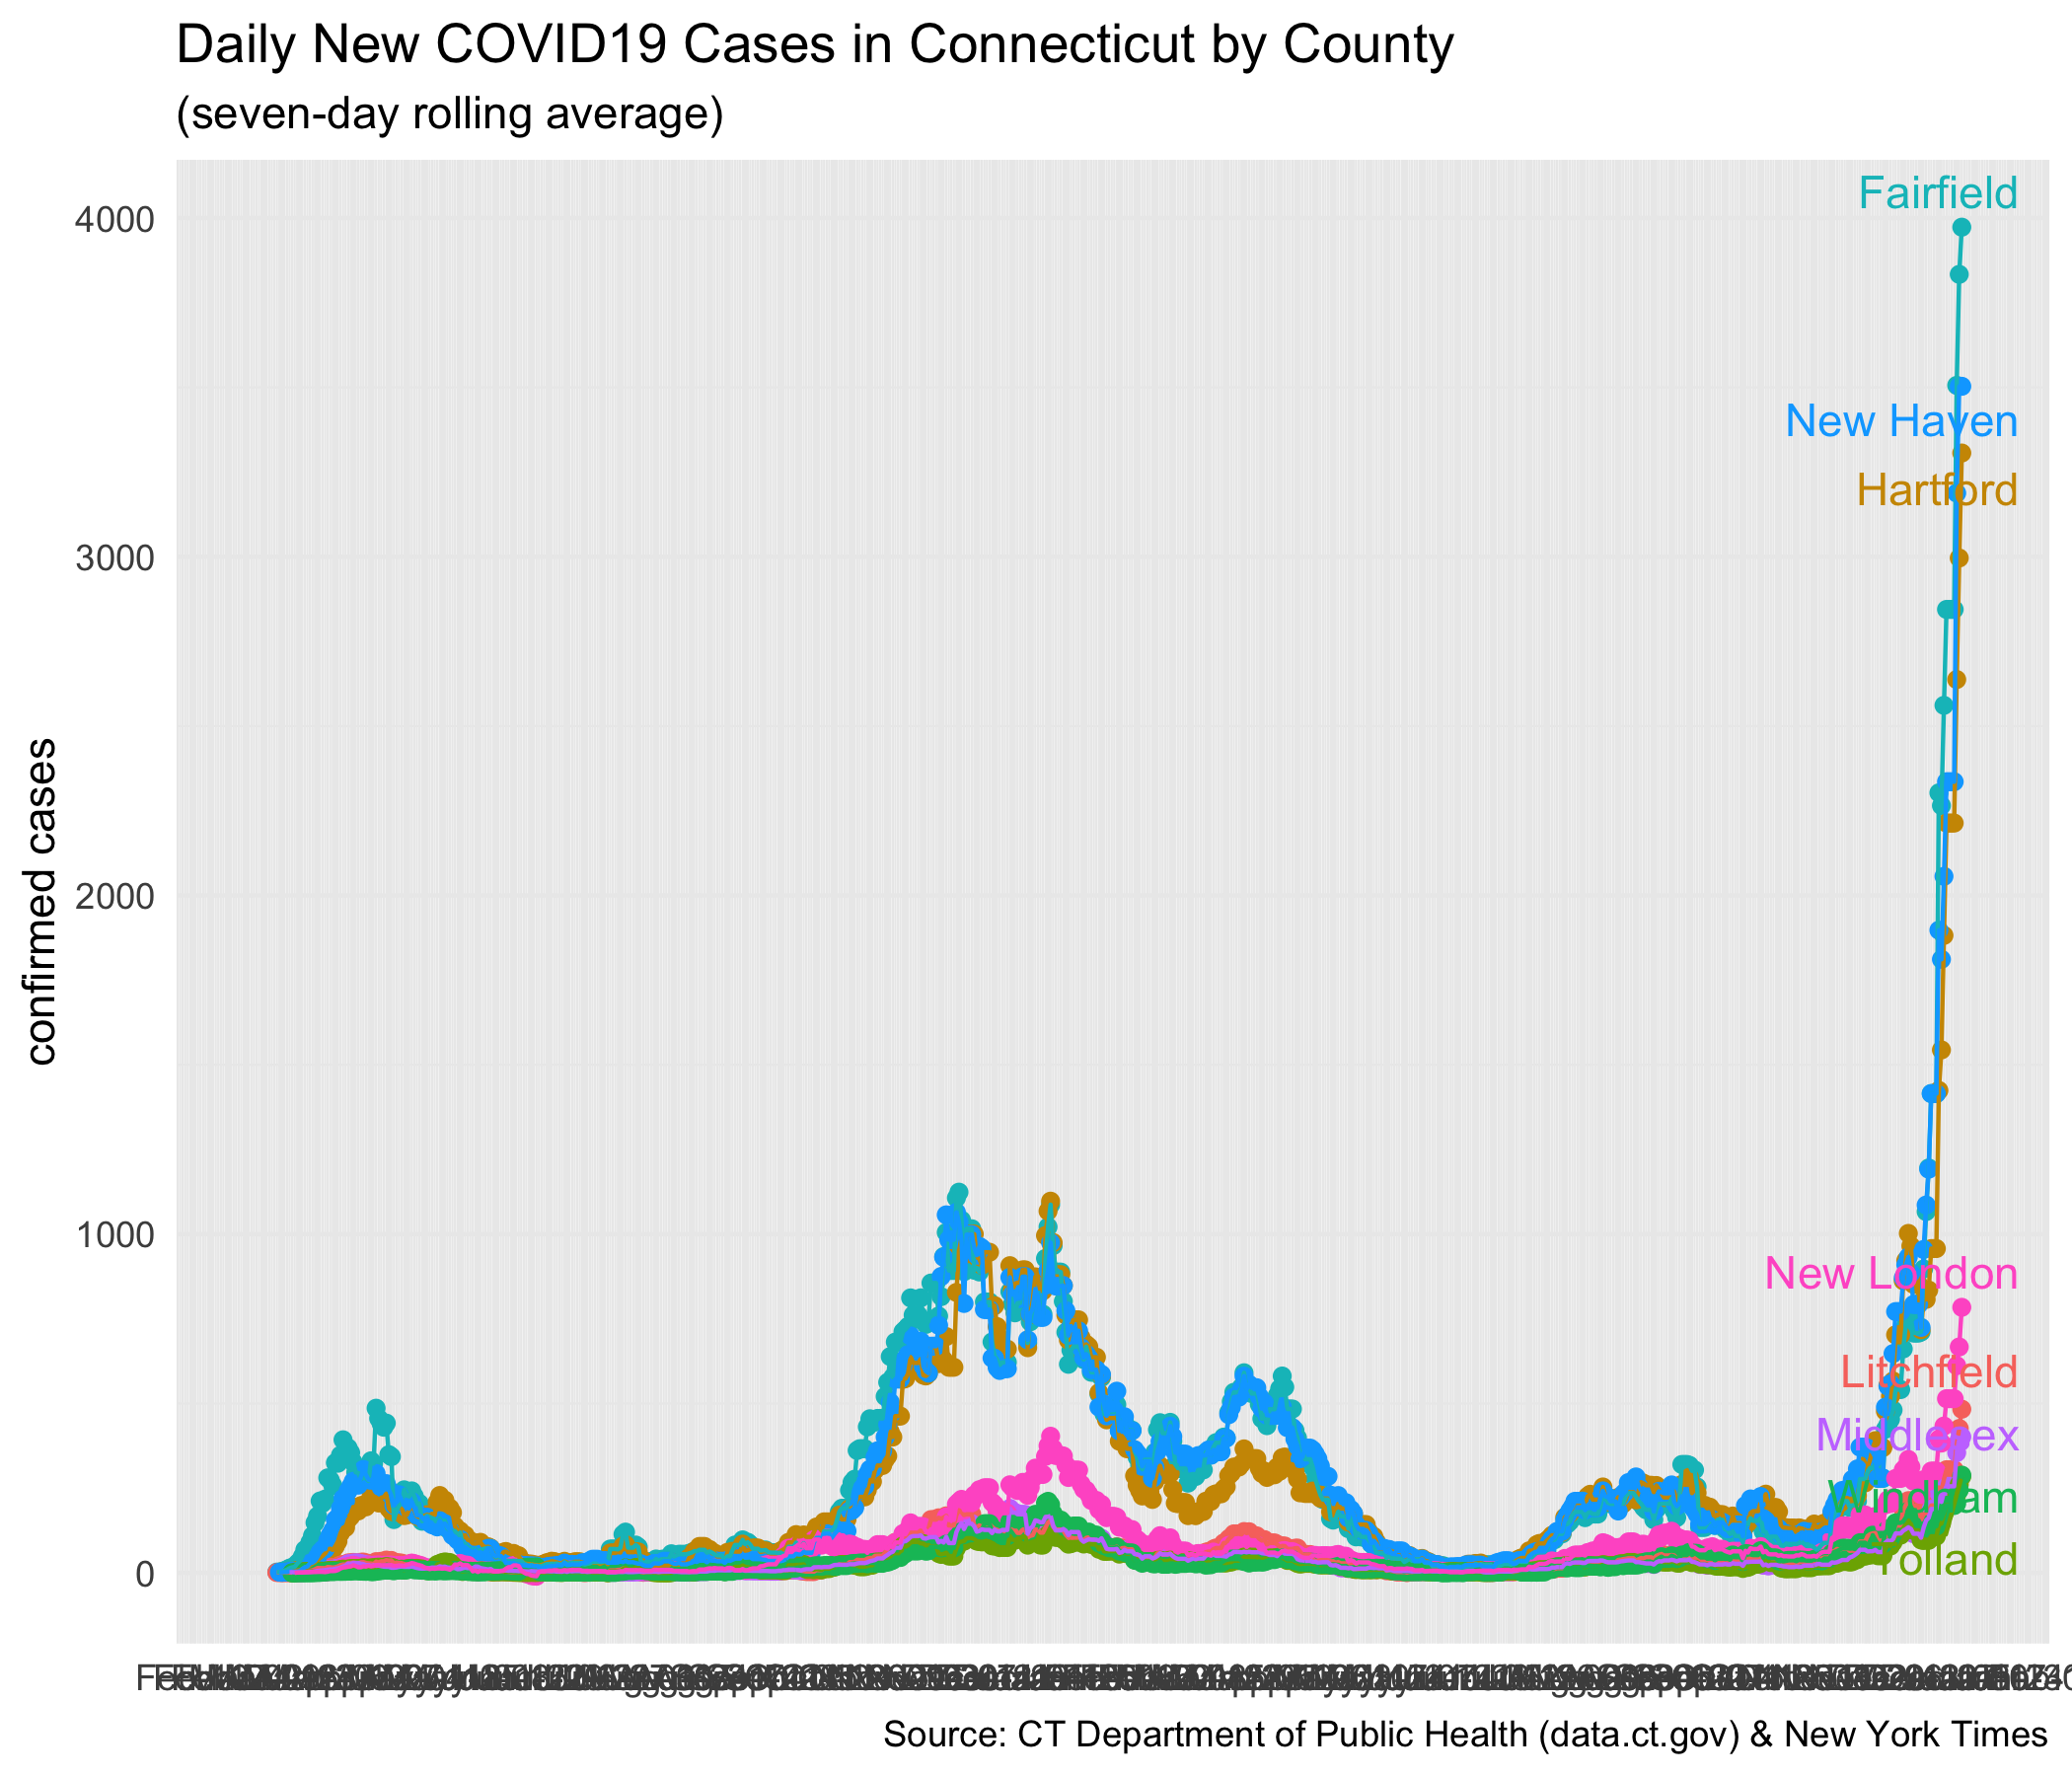 Daily New COVID19 Cases in Connecticut by County
(seven-day rolling average)
Fairfield
4000
New Haven
Hartford
3000
confirmed cases
2000
1000
New London
Litchfield
Middlesex
Windham
Tolland
0
Source: CT Department of Public Health (data.ct.gov) & New York Times